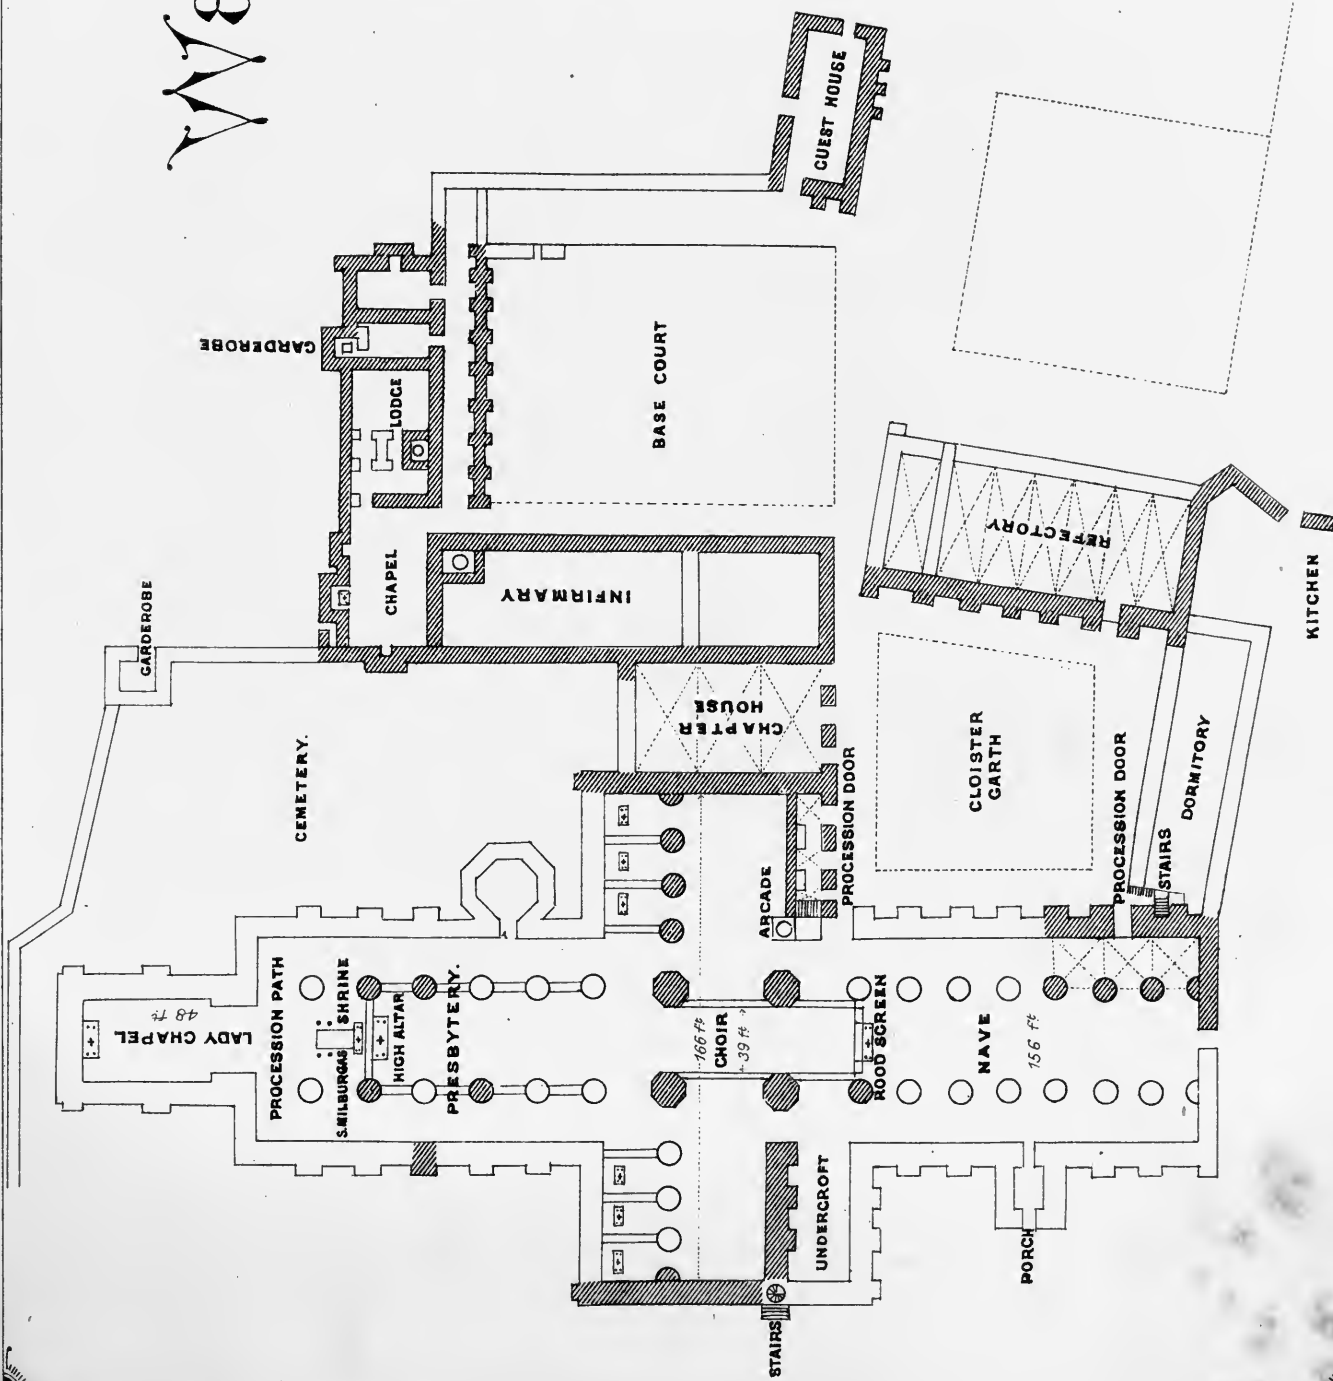 W
GUEST HOUSE
GARDEROBE
LODGE
BASE COURT
REFECTORY
KITCHEN
GARDEROBE
CHAPEL
INFIRMARY
CHAPTER
HOUSE
CEMETERY.
CLOISTER
GARTH
PROCESSION DOOR
PROCESSION DOOR
DORMITORY
STAIRS
ARCADE
LADY CHAPEL
48 ft
PROCESSION PATH
S. MILBURGAS SHRINE
HIGH ALTAR
PRESBYTERY.
166 ft
CHOIR
39 ft
ROOD SCREEN
NAVE
156 ft
UNDERCROFT
PORCH
STAIRS